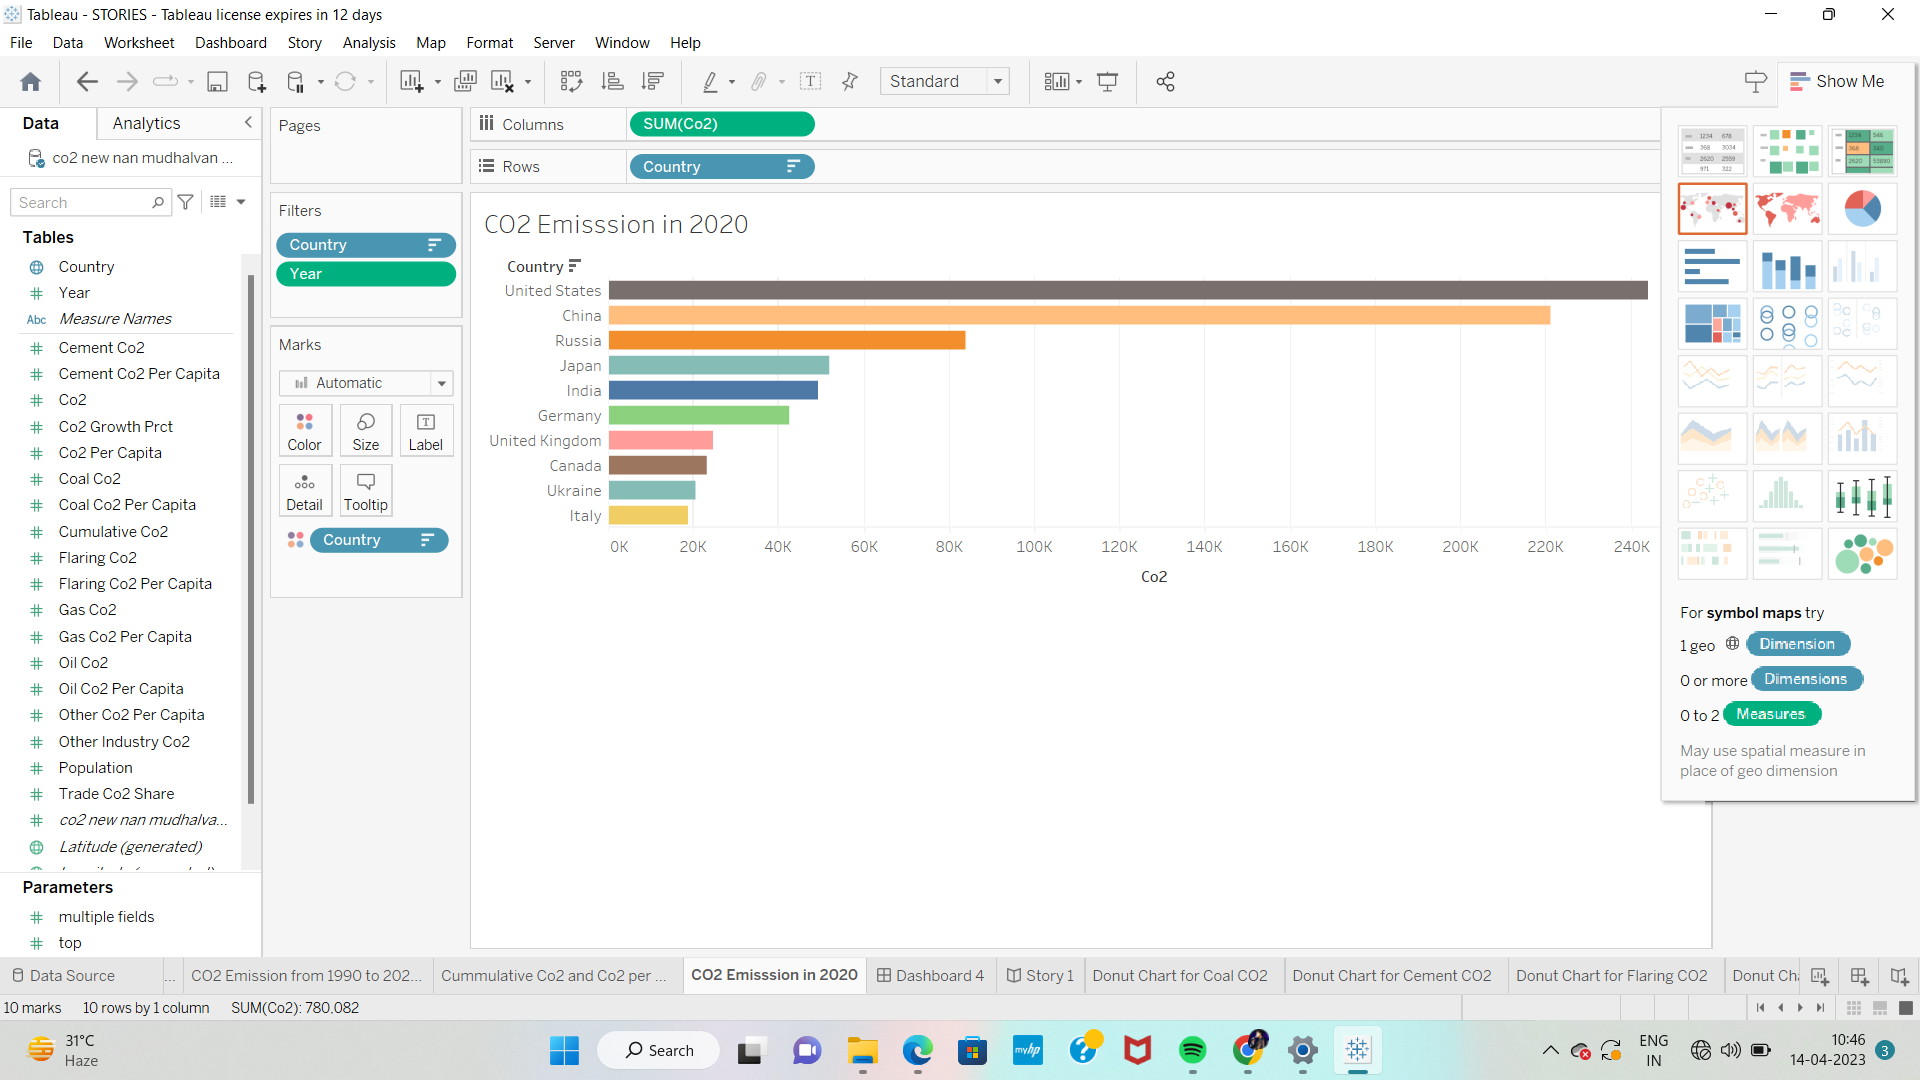 Tableau - STORIES - Tableau license expires in 12 days
File Data Worksheet Dashboard Story Analysis Map Format Server Window Help
Standard
Show Me
Data Analytics
co2 new nan mudhalvan ...
Search
Tables
Country
Year
Abc Measure Names
Cement Co2
Cement Co2 Per Capita
Co2
Co2 Growth Prct
Co2 Per Capita
Coal Co2
Coal Co2 Per Capita
Cumulative Co2
Flaring Co2
Flaring Co2 Per Capita
Gas Co2
Gas Co2 Per Capita
Oil Co2
Oil Co2 Per Capita
Other Co2 Per Capita
Other Industry Co2
Population
Trade Co2 Share
co2 new nan mudhalva...
Latitude (generated)
Parameters
multiple fields
top
Pages
Filters
Country
Year
Marks
Automatic
Color Size Label
Detail Tooltip
Country
Columns SUM(Co2)
Rows Country
CO2 Emisssion in 2020
Country
United States
China
Russia
Japan
India
Germany
United Kingdom
Canada
Ukraine
Italy
0K 20K 40K 60K 80K 100K 120K 140K 160K 180K 200K 220K 240K
Co2
For symbol maps try
1 geo Dimension
0 or more Dimensions
0 to 2 Measures
May use spatial measure in
place of geo dimension
Data Source ... CO2 Emission from 1990 to 202... Cummulative Co2 and Co2 per ... CO2 Emisssion in 2020 Dashboard 4 Story 1 Donut Chart for Coal CO2 Donut Chart for Cement CO2 Donut Chart for Flaring CO2 Donut Cha
10 marks 10 rows by 1 column SUM(Co2): 780,082
31°C
Haze
Search
myhp
ENG
IN
10:46
14-04-2023
3